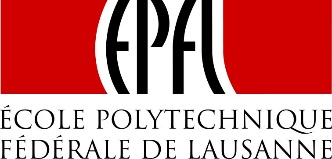 EPFL
ÉCOLE POLYTECHNIQUE
FÉDÉRALE DE LAUSANNE